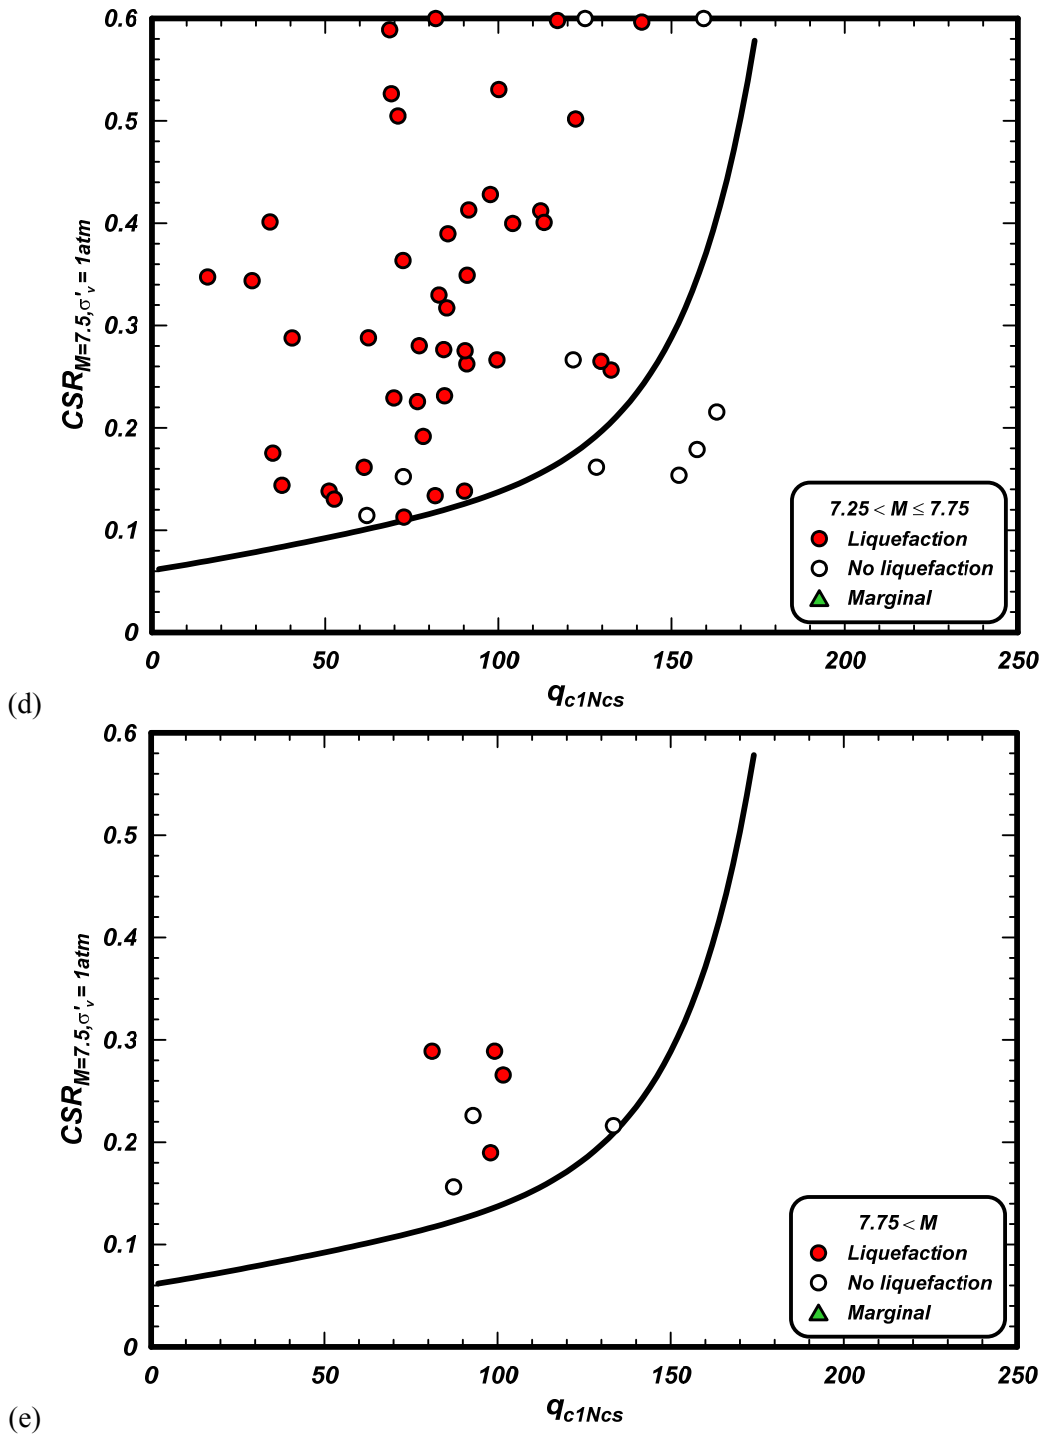 0.6
0.5
0.4
0.3
0.2
0.1
0
CSR M=7.5,σ'v = 1atm
7.25 < M ≤ 7.75
Liquefaction
No liquefaction
Marginal
0 50 100 150 200 250
qc1Ncs
(d)
0.6
0.5
0.4
0.3
0.2
0.1
0
CSR M=7.5,σ'v = 1atm
7.75 < M
Liquefaction
No liquefaction
Marginal
0 50 100 150 200 250
qc1Ncs
(e)